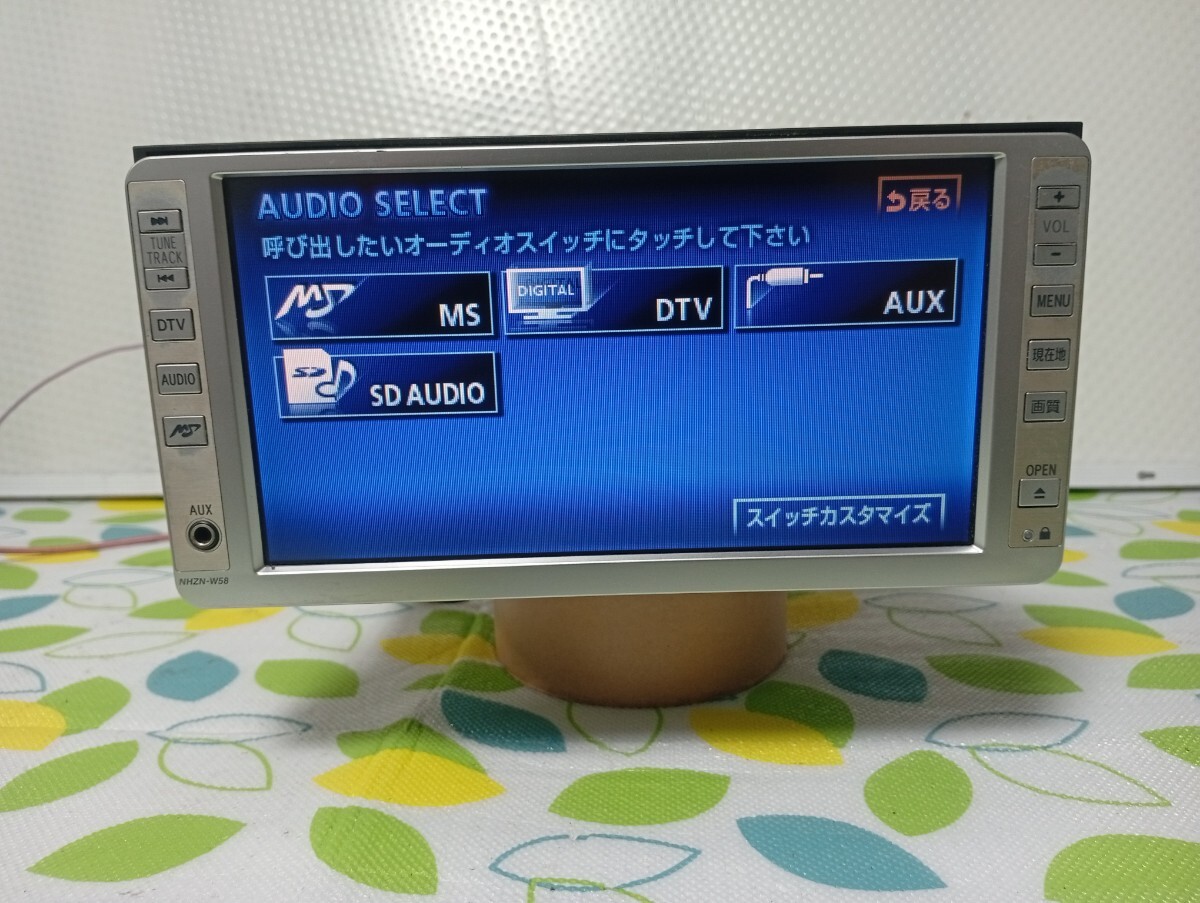 AUDIO SELECT
戻る
呼び出したいオーディオスイッチにタッチして下さい
MS
DIGITAL
DTV
AUX
SD
SD AUDIO
スイッチカスタマイズ
TUNE
TRACK
DTV
AUDIO
AUX
NHZN-W58
+
VOL
-
MENU
現在地
画質
OPEN